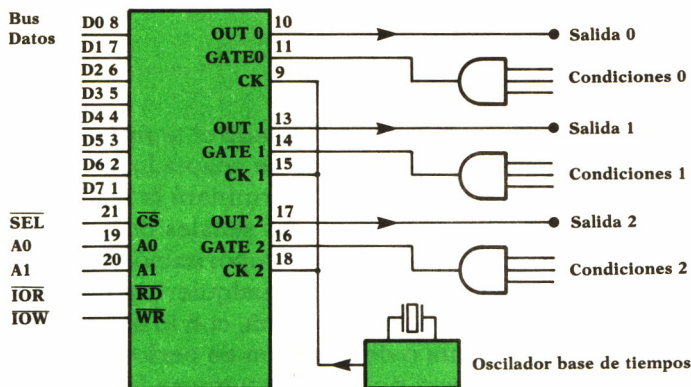 Bus
Datos
D0 8
D1 7
D2 6
D3 5
D4 4
D5 3
D6 2
D7 1
SEL 21 CS
A0 19 A0
A1 20 A1
IOR RD
IOW WR
OUT 0 10 Salida 0
GATE0 11 Condiciones 0
CK 9
OUT 1 13 Salida 1
GATE 1 14 Condiciones 1
CK 1 15
OUT 2 17 Salida 2
GATE 2 16 Condiciones 2
CK 2 18
Oscilador base de tiempos